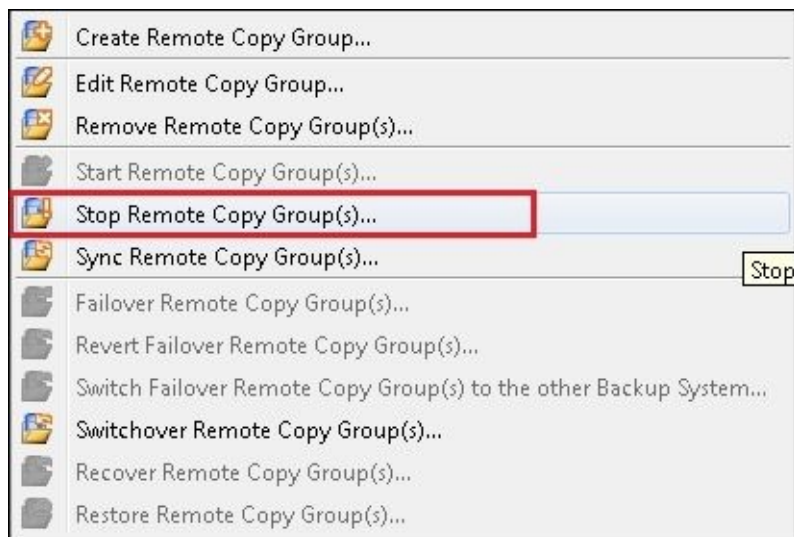 Create Remote Copy Group...
Edit Remote Copy Group...
Remove Remote Copy Group(s)...
Start Remote Copy Group(s)...
Stop Remote Copy Group(s)...
Sync Remote Copy Group(s)...
Stop
Failover Remote Copy Group(s)...
Revert Failover Remote Copy Group(s)...
Switch Failover Remote Copy Group(s) to the other Backup System...
Switchover Remote Copy Group(s)...
Recover Remote Copy Group(s)...
Restore Remote Copy Group(s)...